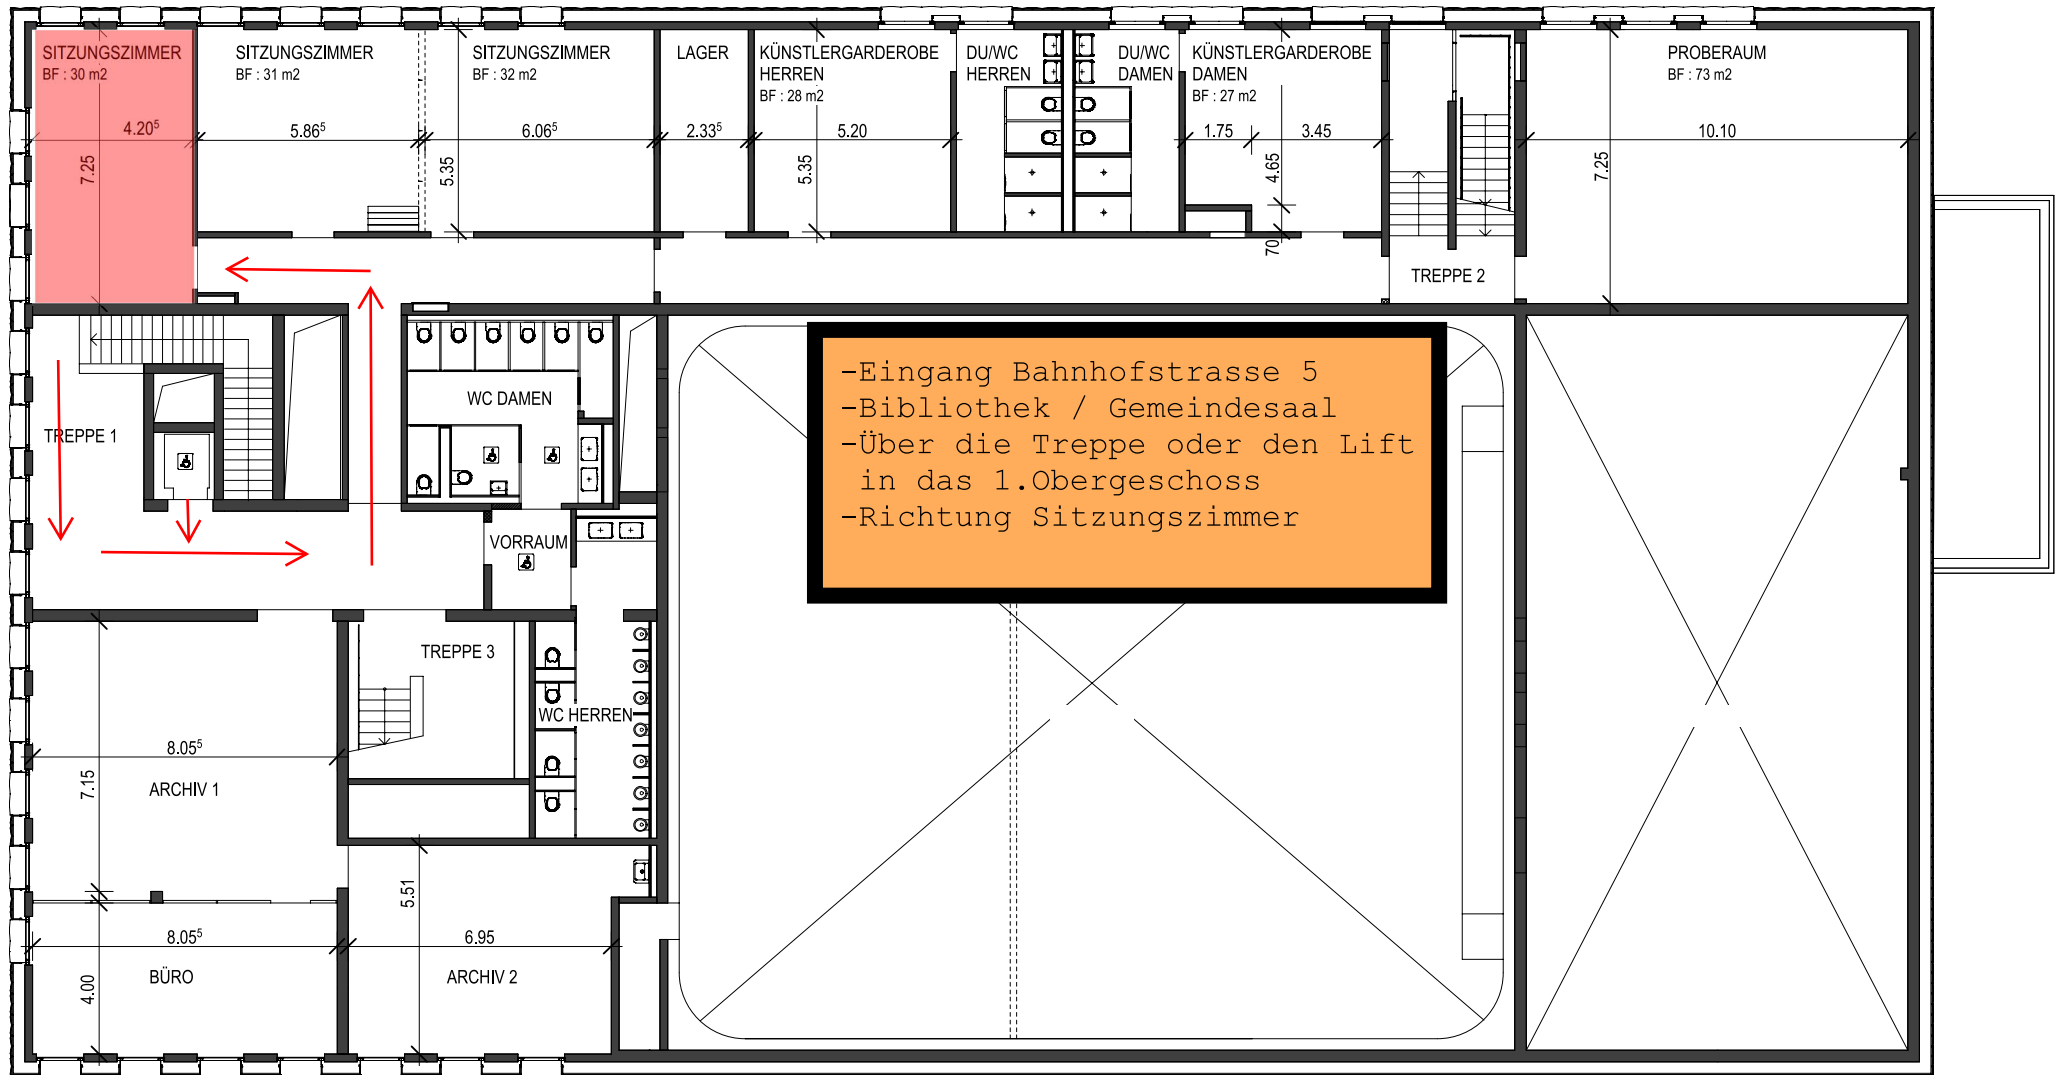 SITZUNGSZIMMER
BF : 30 m2
SITZUNGSZIMMER
BF : 31 m2
SITZUNGSZIMMER
BF : 32 m2
LAGER
KÜNSTLERGARDEROBE
HERREN
BF : 28 m2
DU/WC
HERREN
DU/WC
DAMEN
KÜNSTLERGARDEROBE
DAMEN
BF : 27 m2
PROBERAUM
BF : 73 m2
4.20⁵
5.86⁵
6.06⁵
2.33⁵
5.20
1.75
3.45
10.10
7.25
5.35
5.35
4.65
7.25
70
TREPPE 2
-Eingang Bahnhofstrasse 5
-Bibliothek / Gemeindesaal
-Über die Treppe oder den Lift
in das 1.Obergeschoss
-Richtung Sitzungszimmer
WC DAMEN
TREPPE 1
VORRAUM
TREPPE 3
WC HERREN
8.05⁵
7.15
ARCHIV 1
5.51
8.05⁵
6.95
4.00
BÜRO
ARCHIV 2